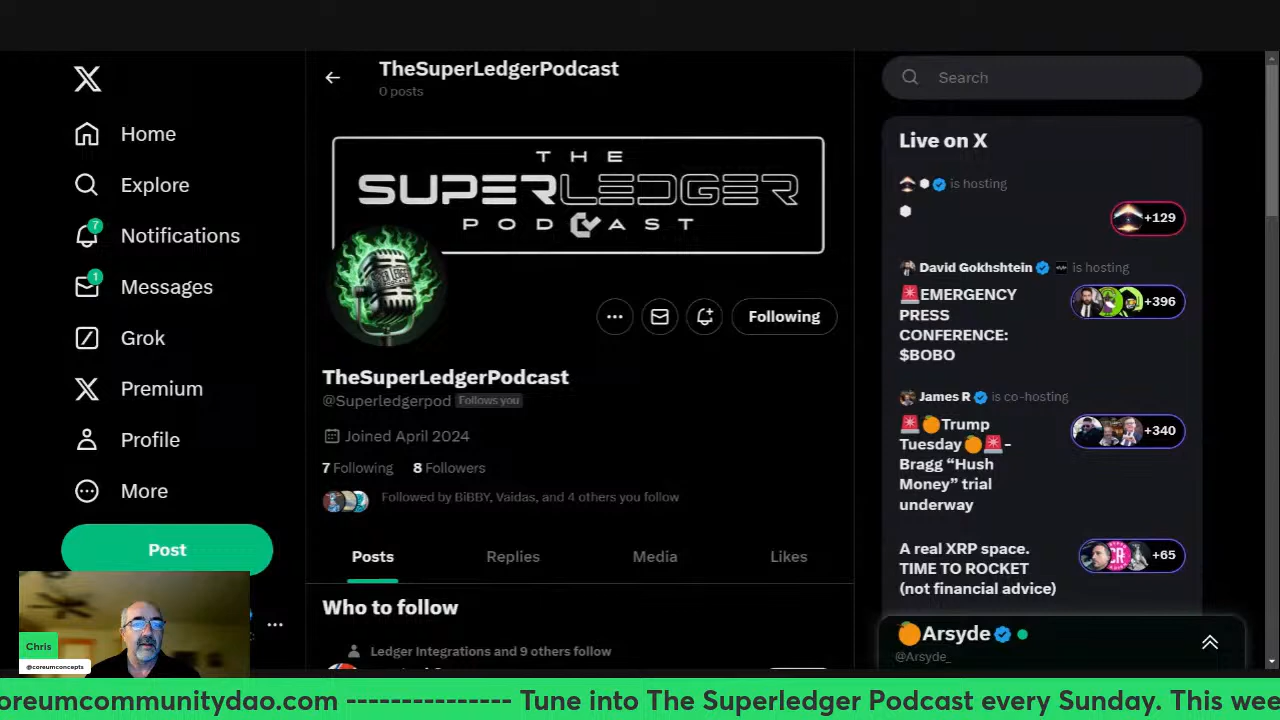 Home
Explore
7
Notifications
1
Messages
Grok
Premium
Profile
More
Post
Chris
@coreumconcepts
TheSuperLedgerPodcast
0 posts
THE
SUPERLEDGER
PODCAST
Following
TheSuperLedgerPodcast
@Superledgerpod Follows you
Joined April 2024
7 Following 8 Followers
Followed by BiBBY, Vaidas, and 4 others you follow
Posts Replies Media Likes
Who to follow
Ledger Integrations and 9 others follow
Search
Live on X
is hosting
+129
David Gokhshtein is hosting
🚨EMERGENCY
PRESS
CONFERENCE:
$BOBO
+396
James R is co-hosting
🚨🍊Trump
Tuesday🍊🚨-
Bragg “Hush
Money” trial
underway
+340
A real XRP space.
TIME TO ROCKET
(not financial advice)
+65
🍊Arsyde
@Arsyde_
oreumcommunitydao.com --------------- Tune into The Superledger Podcast every Sunday. This wee